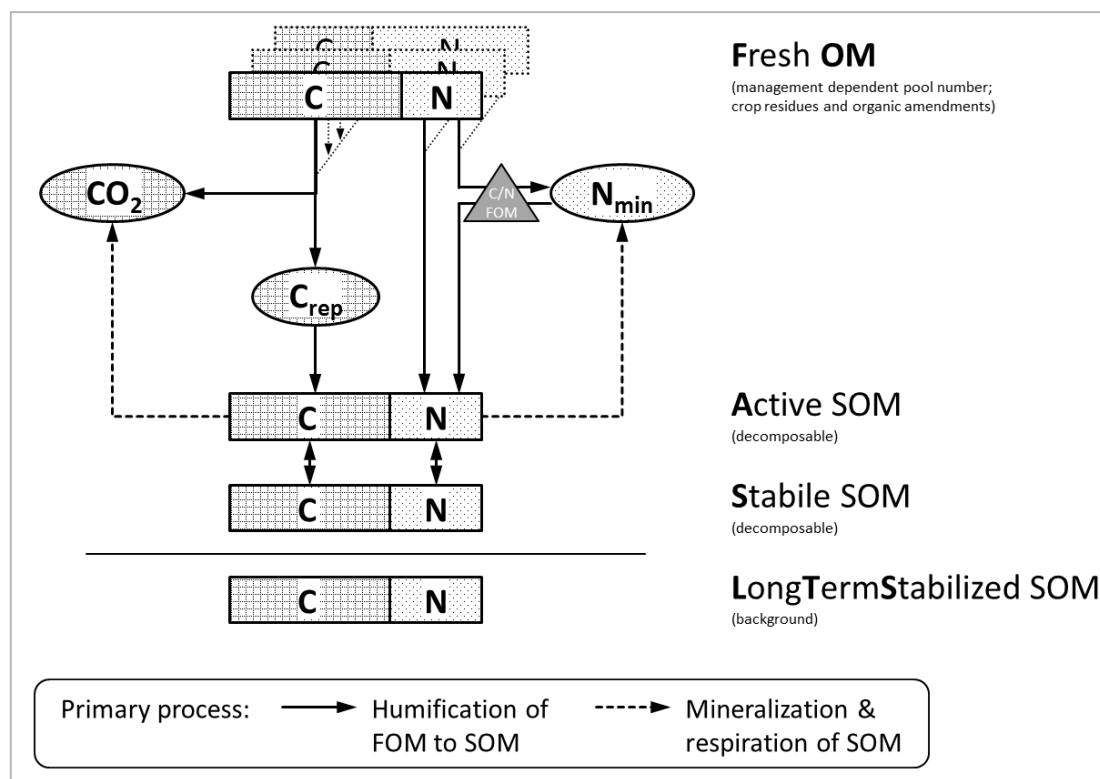 C N
C N
C N
Fresh OM
(management dependent pool number;
crop residues and organic amendments)
CO2
C/N
FOM
Nmin
Crep
C N
Active SOM
(decomposable)
C N
Stabile SOM
(decomposable)
C N
LongTermStabilized SOM
(background)
Primary process:
Humification of
FOM to SOM
Mineralization &
respiration of SOM